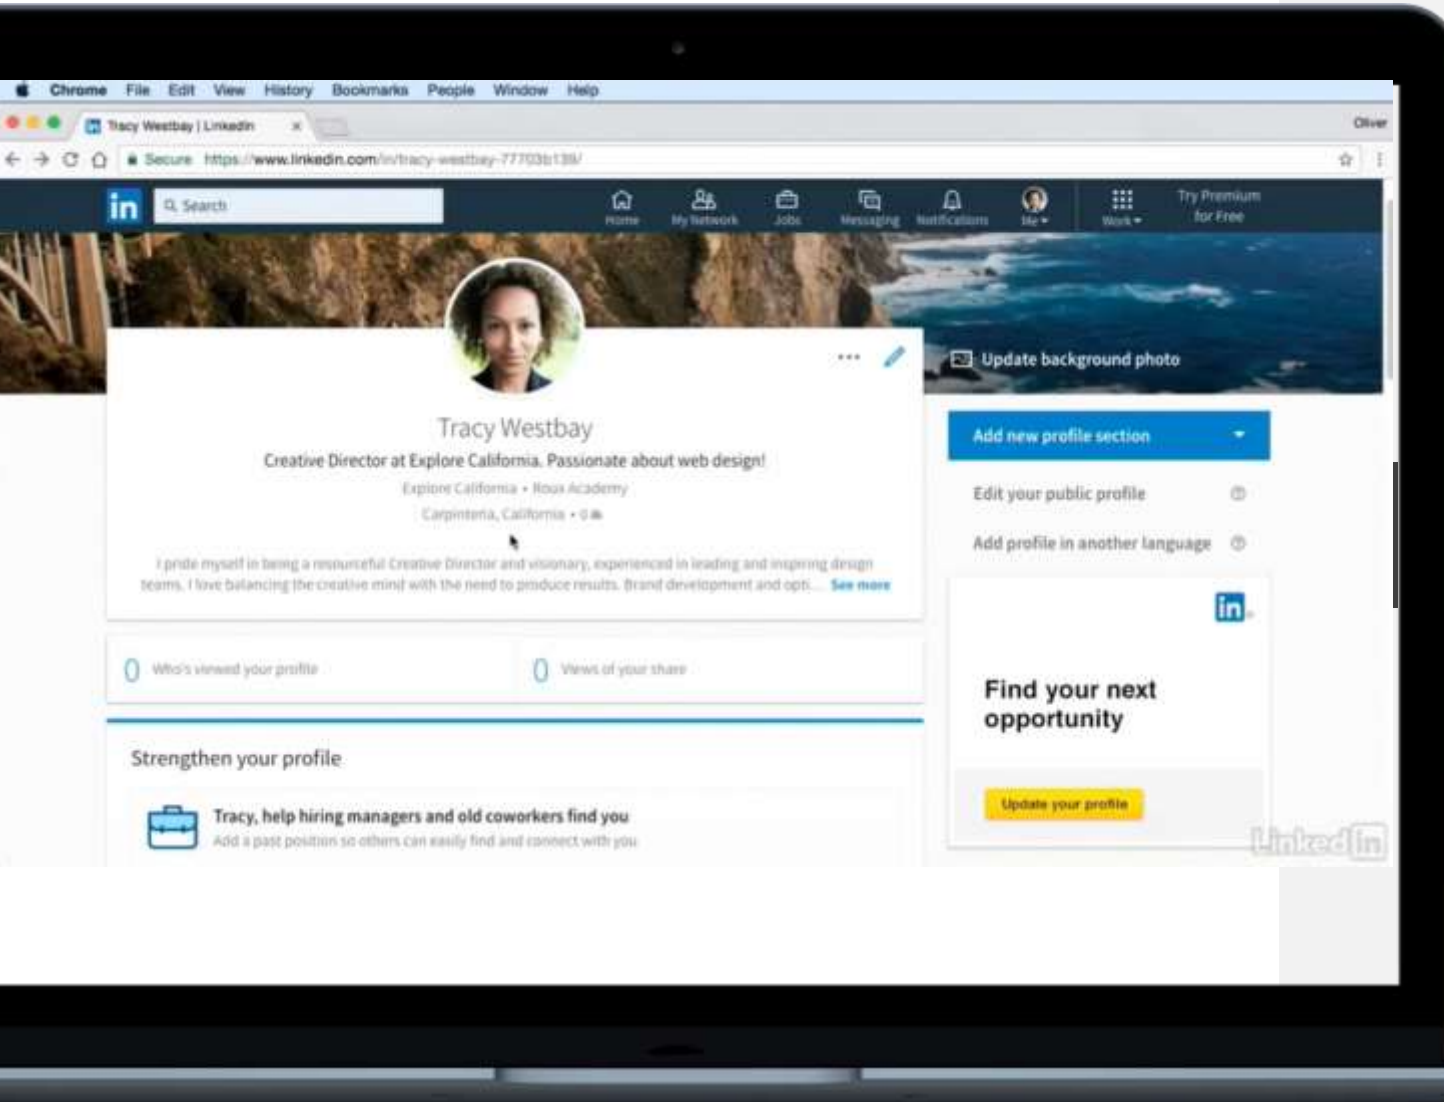 Chrome File Edit View History Bookmarks People Window Help
Tracy Westbay | LinkedIn
Oliver
Secure https://www.linkedin.com/in/tracy-westbay-77703b139/
in Search
Home My Network Jobs Messaging Notifications Me Work Try Premium
for Free
Update background photo
Tracy Westbay
Creative Director at Explore California. Passionate about web design!
Explore California • Roux Academy
Carpinteria, California • 0
I pride myself in being a resourceful Creative Director and visionary, experienced in leading and inspiring design
teams. I love balancing the creative mind with the need to produce results. Brand development and opti… See more
0 Who's viewed your profile
0 Views of your share
Strengthen your profile
Tracy, help hiring managers and old coworkers find you
Add a past position so others can easily find and connect with you
Add new profile section
Edit your public profile
Add profile in another language
in
Find your next
opportunity
Update your profile
Linkedin